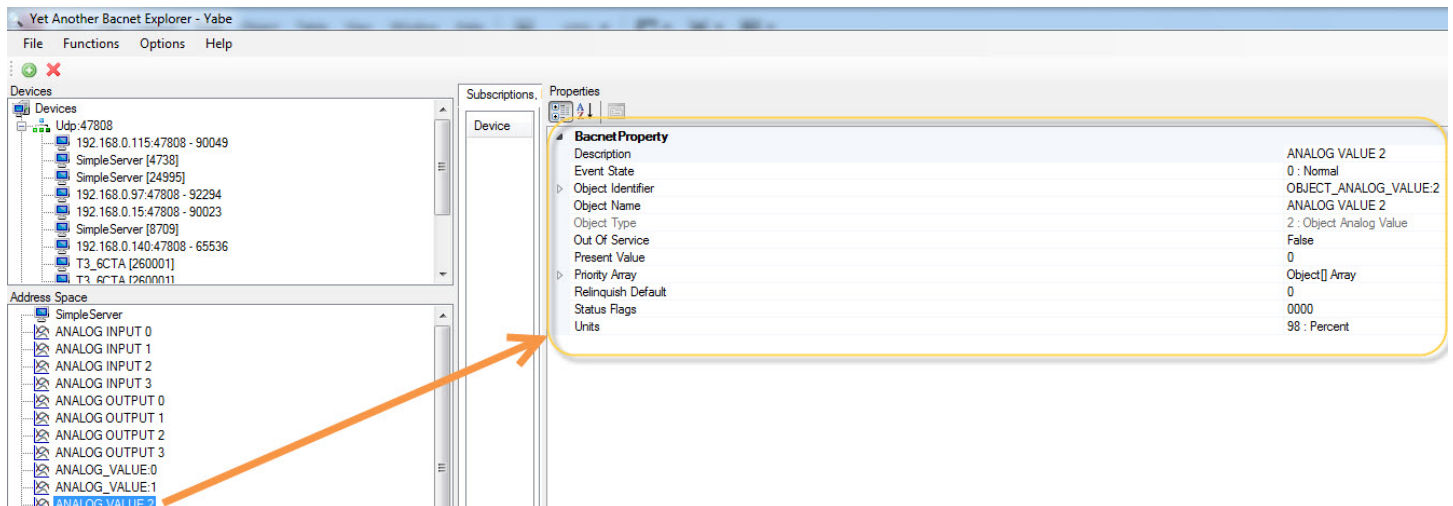 Yet Another Bacnet Explorer - Yabe
File Functions Options Help
Devices
Devices
Udp:47808
192.168.0.115:47808 - 90049
SimpleServer [4738]
SimpleServer [24995]
192.168.0.97:47808 - 92294
192.168.0.15:47808 - 90023
SimpleServer [8709]
192.168.0.140:47808 - 65536
T3_6CTA [260001]
T3_6CTA [260001]
Address Space
SimpleServer
ANALOG INPUT 0
ANALOG INPUT 1
ANALOG INPUT 2
ANALOG INPUT 3
ANALOG OUTPUT 0
ANALOG OUTPUT 1
ANALOG OUTPUT 2
ANALOG OUTPUT 3
ANALOG_VALUE:0
ANALOG_VALUE:1
ANALOG VALUE 2
Subscriptions,
Device
Properties
BacnetProperty
Description ANALOG VALUE 2
Event State 0 : Normal
Object Identifier OBJECT_ANALOG_VALUE:2
Object Name ANALOG VALUE 2
Object Type 2 : Object Analog Value
Out Of Service False
Present Value 0
Priority Array Object[] Array
Relinquish Default 0
Status Flags 0000
Units 98 : Percent